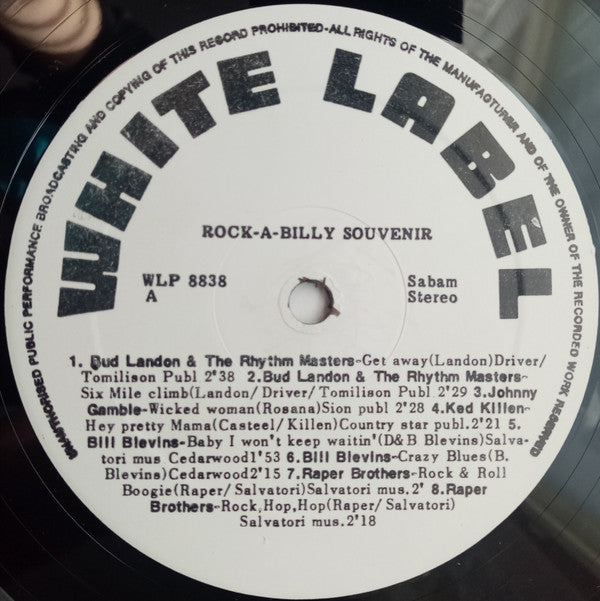 UNAUTHORISED PUBLIC PERFORMANCE BROADCASTING AND COPYING OF THIS RECORD PROHIBITED-ALL RIGHTS OF THE MANUFACTURER AND OF THE OWNER OF THE RECORDED WORK RESERVED
WHITE LABEL
ROCK-A-BILLY SOUVENIR
WLP 8838 Sabam
A Stereo
1. Bud Landon & The Rhythm Masters-Get away(Landon)Driver/
Tomilison Publ 2'38 2.Bud Landon & The Rhythm Masters-
Six Mile climb(Landon/ Driver/ Tomilison Publ 2'29 3.Johnny
Gamble-Wicked woman(Rosana)Sion publ 2'28 4.Ked Killen-
Hey pretty Mama(Casteel/ Killen)Country star publ.2'21 5.
Bill Blevins-Baby I won't keep waitin'(D&B Blevins)Salva-
tori mus Cedarwood1'53 6.Bill Blevins-Crazy Blues(B.
Blevins)Cedarwood2'15 7.Raper Brothers-Rock & Roll
Boogie(Raper/ Salvatori)Salvatori mus.2' 8.Raper
Brothers-Rock,Hop,Hop(Raper/ Salvatori)
Salvatori mus.2'18